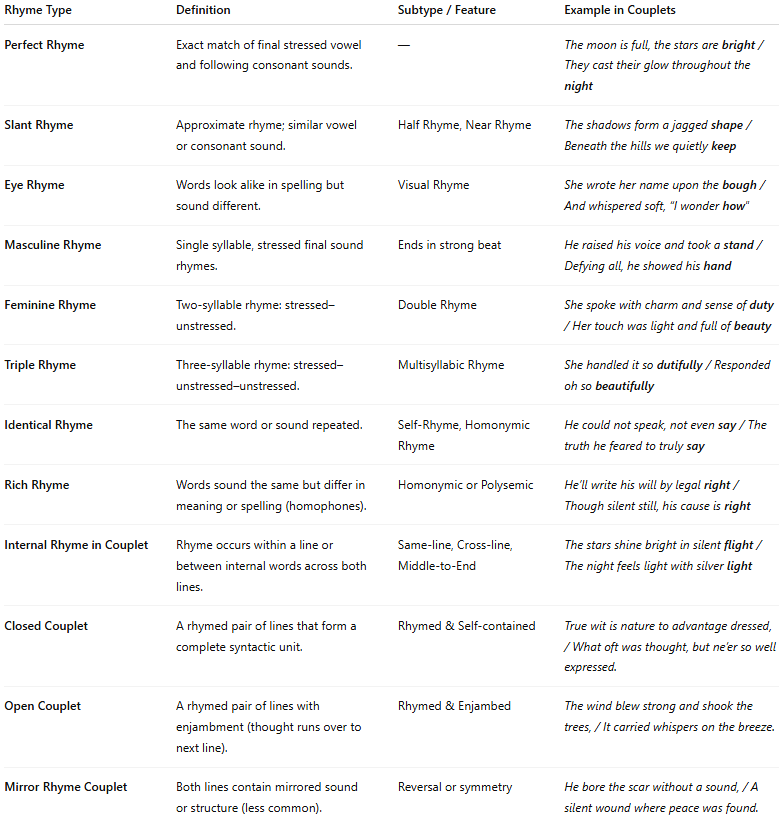 Rhyme Type Definition Subtype / Feature Example in Couplets
Perfect Rhyme Exact match of final stressed vowel — The moon is full, the stars are bright /
and following consonant sounds. They cast their glow throughout the
night
Slant Rhyme Approximate rhyme; similar vowel Half Rhyme, Near Rhyme The shadows form a jagged shape /
or consonant sound. Beneath the hills we quietly keep
Eye Rhyme Words look alike in spelling but Visual Rhyme She wrote her name upon the bough /
sound different. And whispered soft, “I wonder how”
Masculine Rhyme Single syllable, stressed final sound Ends in strong beat He raised his voice and took a stand /
rhymes. Defying all, he showed his hand
Feminine Rhyme Two-syllable rhyme: stressed– Double Rhyme She spoke with charm and sense of duty
unstressed. / Her touch was light and full of beauty
Triple Rhyme Three-syllable rhyme: stressed– Multisyllabic Rhyme She handled it so dutifully / Responded
unstressed–unstressed. oh so beautifully
Identical Rhyme The same word or sound repeated. Self-Rhyme, Homonymic He could not speak, not even say / The
Rhyme truth he feared to truly say
Rich Rhyme Words sound the same but differ in Homonymic or Polysemic He’ll write his will by legal right /
meaning or spelling (homophones). Though silent still, his cause is right
Internal Rhyme in Couplet Rhyme occurs within a line or Same-line, Cross-line, The stars shine bright in silent flight /
between internal words across both Middle-to-End The night feels light with silver light
lines.
Closed Couplet A rhymed pair of lines that form a Rhymed & Self-contained True wit is nature to advantage dressed,
complete syntactic unit. / What oft was thought, but ne’er so well
expressed.
Open Couplet A rhymed pair of lines with Rhymed & Enjambed The wind blew strong and shook the
enjambment (thought runs over to trees, / It carried whispers on the breeze.
next line).
Mirror Rhyme Couplet Both lines contain mirrored sound Reversal or symmetry He bore the scar without a sound, / A
or structure (less common). silent wound where peace was found.